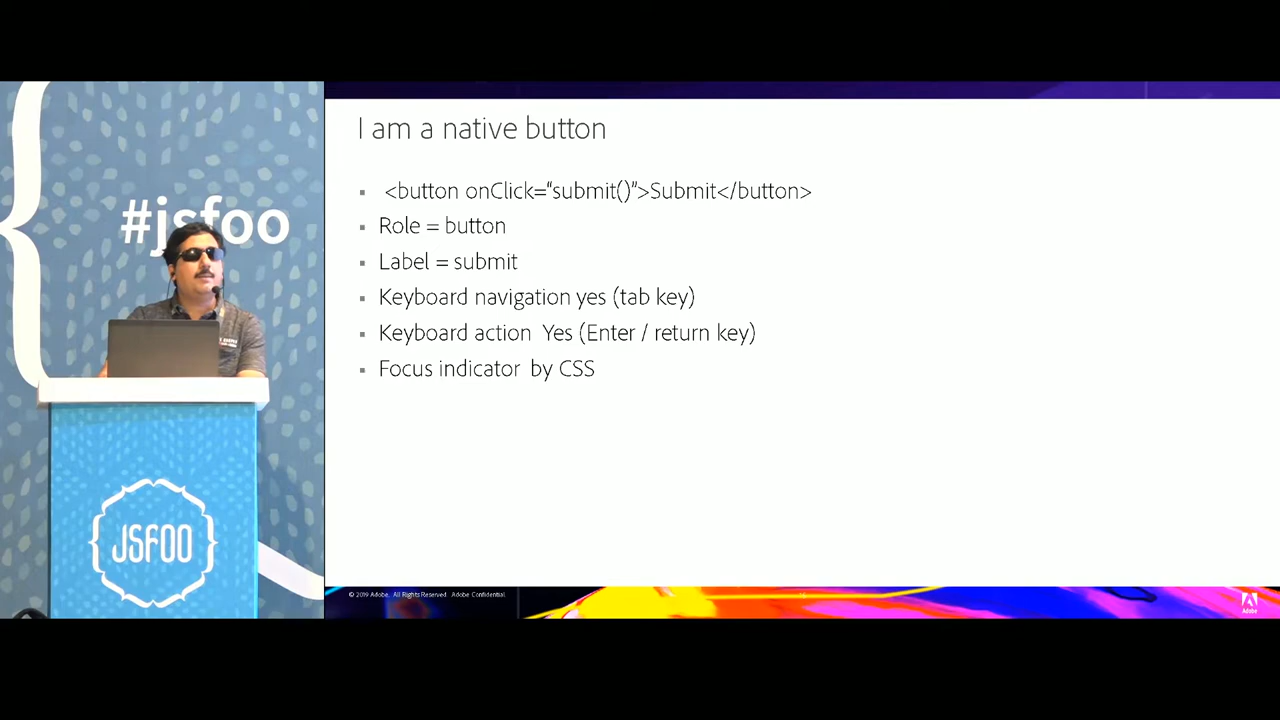 #jsfoo
JSFOO
I am a native button
▪ <button onClick=“submit()”>Submit</button>
▪ Role = button
▪ Label = submit
▪ Keyboard navigation yes (tab key)
▪ Keyboard action  Yes (Enter / return key)
▪ Focus indicator  by CSS
© 2019 Adobe.  All Rights Reserved.  Adobe Confidential.
Adobe